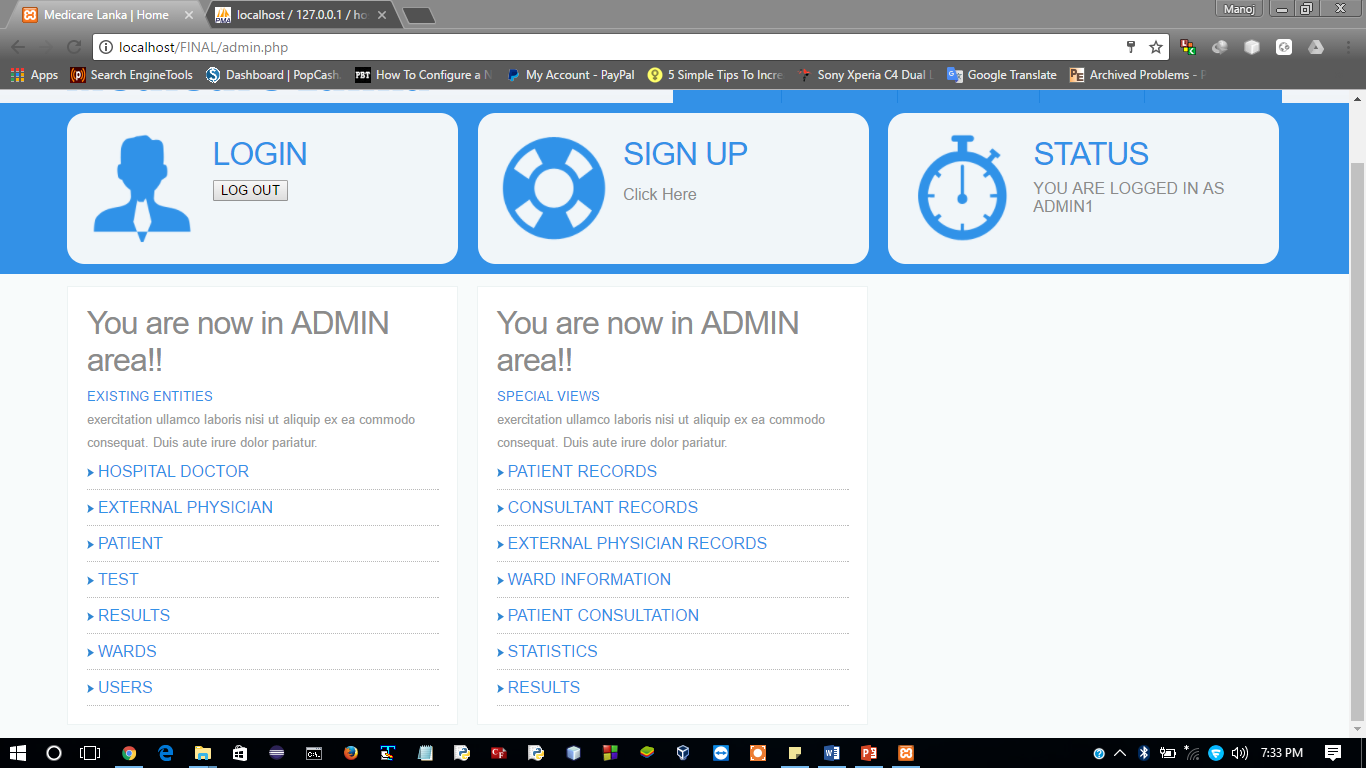 Medicare Lanka | Home
localhost / 127.0.0.1 / ho
Manoj
localhost/FINAL/admin.php
Apps
Search EngineTools
Dashboard | PopCash
PBT
How To Configure a N
My Account - PayPal
5 Simple Tips To Incre
Sony Xperia C4 Dual
Google Translate
Archived Problems - P
LOGIN
LOG OUT
SIGN UP
Click Here
STATUS
YOU ARE LOGGED IN AS
ADMIN1
You are now in ADMIN
area!!
EXISTING ENTITIES
exercitation ullamco laboris nisi ut aliquip ex ea commodo
consequat. Duis aute irure dolor pariatur.
HOSPITAL DOCTOR
EXTERNAL PHYSICIAN
PATIENT
TEST
RESULTS
WARDS
USERS
You are now in ADMIN
area!!
SPECIAL VIEWS
exercitation ullamco laboris nisi ut aliquip ex ea commodo
consequat. Duis aute irure dolor pariatur.
PATIENT RECORDS
CONSULTANT RECORDS
EXTERNAL PHYSICIAN RECORDS
WARD INFORMATION
PATIENT CONSULTATION
STATISTICS
RESULTS
7:33 PM